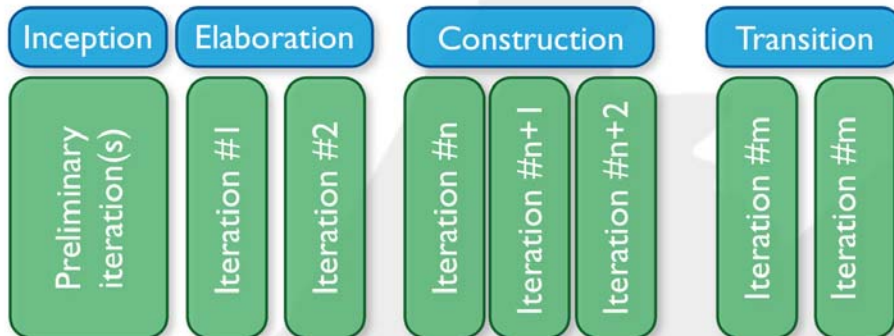 Inception
Elaboration
Construction
Transition
Preliminary
iteration(s)
Iteration #1
Iteration #2
Iteration #n
Iteration #n+1
Iteration #n+2
Iteration #m
Iteration #m